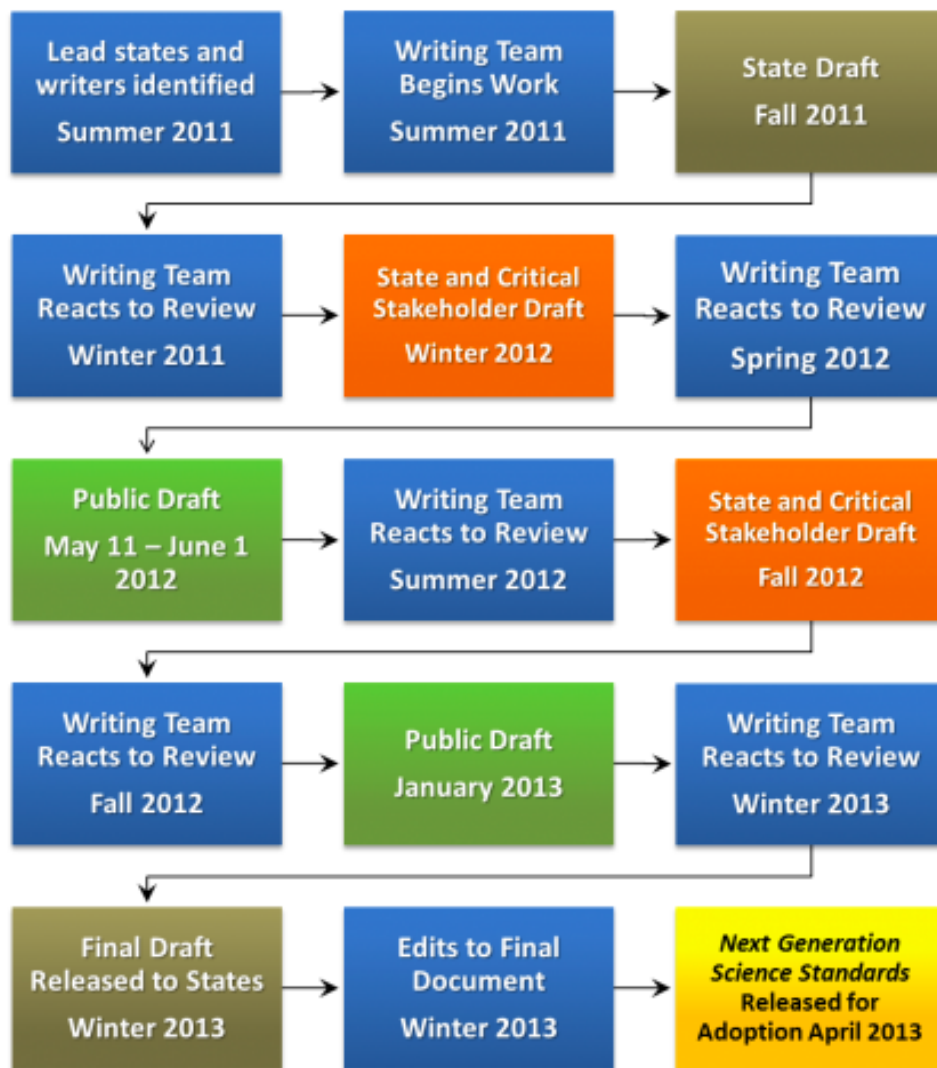 Lead states and
writers identified
Summer 2011
Writing Team
Begins Work
Summer 2011
State Draft
Fall 2011
Writing Team
Reacts to Review
Winter 2011
State and Critical
Stakeholder Draft
Winter 2012
Writing Team
Reacts to Review
Spring 2012
Public Draft
May 11 – June 1
2012
Writing Team
Reacts to Review
Summer 2012
State and Critical
Stakeholder Draft
Fall 2012
Writing Team
Reacts to Review
Fall 2012
Public Draft
January 2013
Writing Team
Reacts to Review
Winter 2013
Final Draft
Released to States
Winter 2013
Edits to Final
Document
Winter 2013
Next Generation
Science Standards
Released for
Adoption April 2013